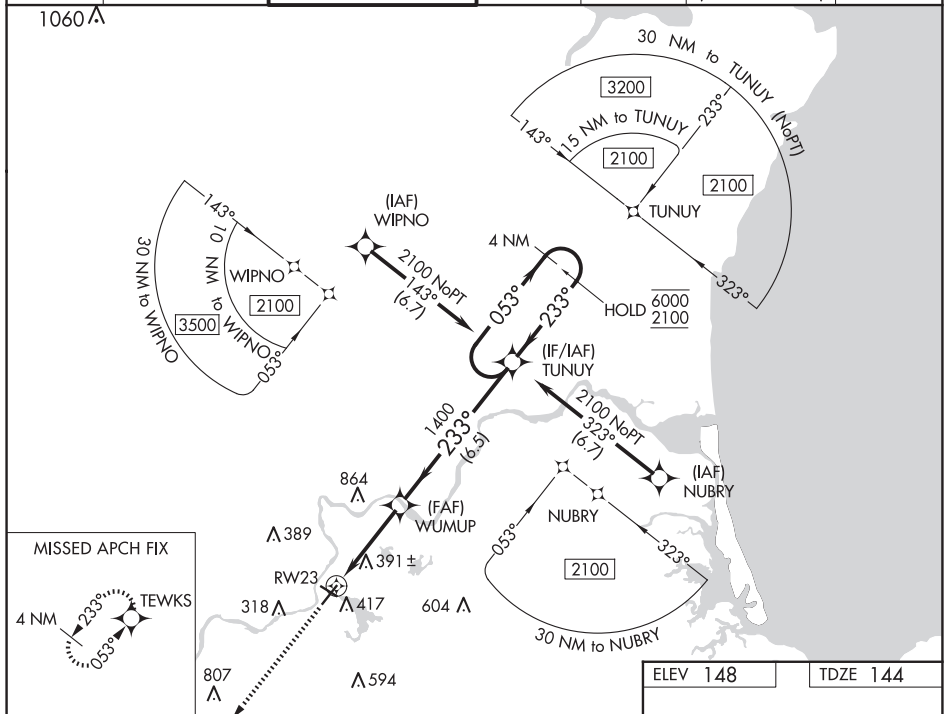 1060
30 NM to TUNUY (NoPT)
3200
143°
15 NM to TUNUY
233°
2100
2100
TUNUY
323°
(IAF)
WIPNO
143°
10 NM to WIPNO
30 NM to WIPNO
WIPNO
2100
3500
053°
2100 NoPT
143°
(6.7)
4 NM
053°
233°
HOLD
6000
2100
(IF/IAF)
TUNUY
2100 NoPT
323°
(6.7)
1400
233°
(6.5)
(IAF)
NUBRY
864
(FAF)
WUMUP
NUBRY
053°
323°
2100
30 NM to NUBRY
389
391 ±
RW23
318
417
604
MISSED APCH FIX
4 NM
233°
TEWKS
053°
807
594
ELEV 148
TDZE 144